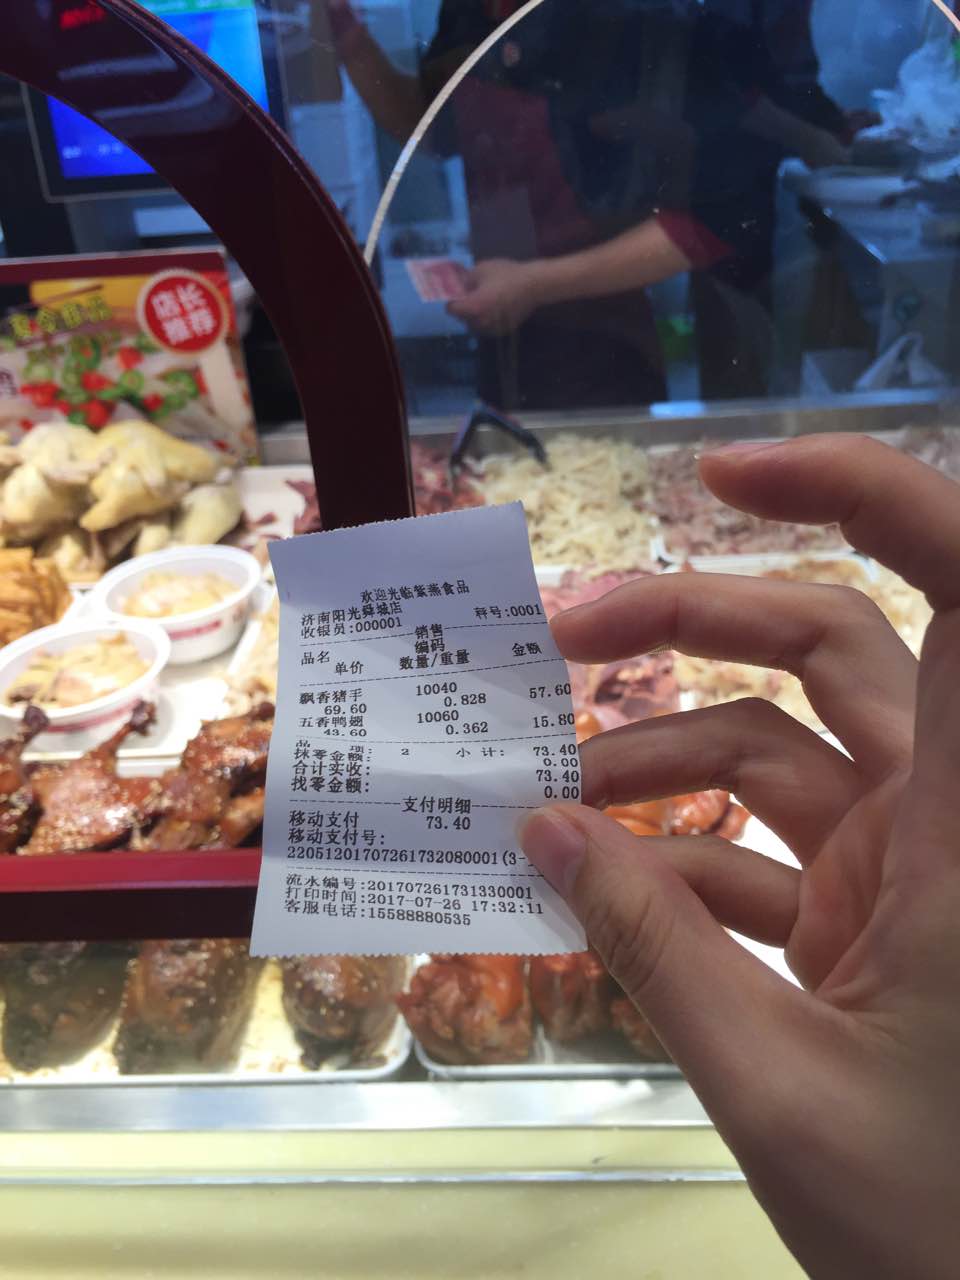 店长
推荐
欢迎光临紫燕食品
济南阳光舜城店
收银员:000001 秤号:0001
销售
品名 编码 金额
单价 数量/重量
飘香猪手 10040 57.60
69.60 0.828
五香鸭翅 10060 15.80
43.60 0.362
品 项: 2 小 计: 73.40
抹零金额: 0.00
合计实收: 73.40
找零金额: 0.00
支付明细
移动支付 73.40
移动支付号:
22051201707261732080001(3-
流水编号:201707261731330001
打印时间:2017-07-26 17:32:11
客服电话:15588880535